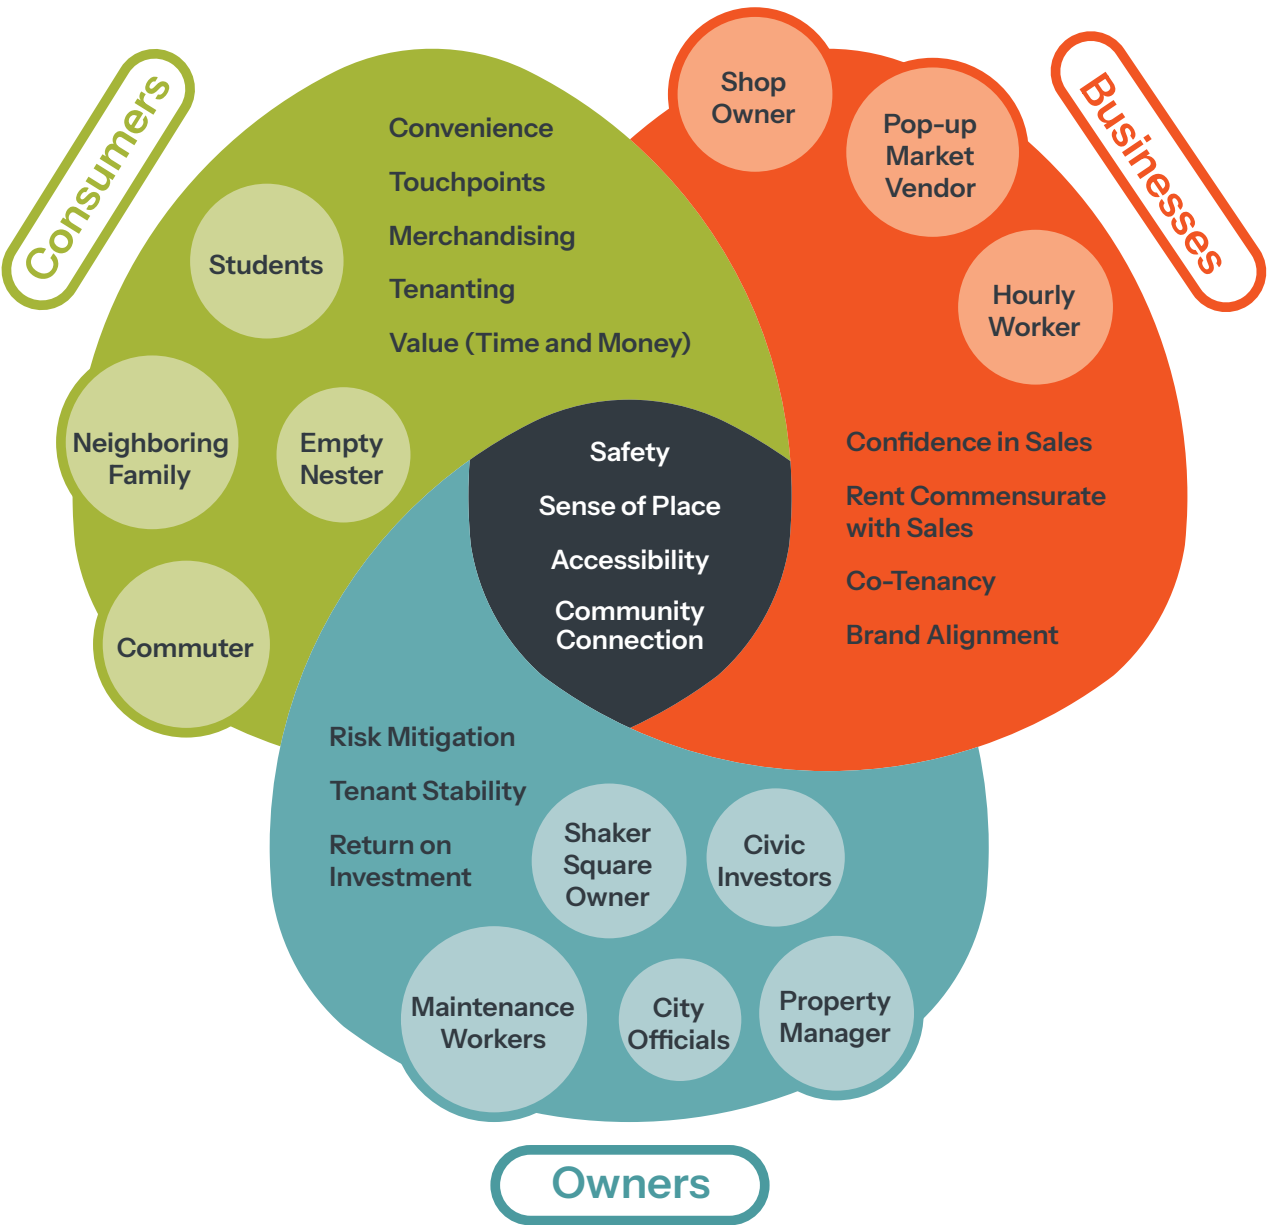 Consumers
Students
Neighboring
Family
Empty
Nester
Commuter
Convenience
Touchpoints
Merchandising
Tenanting
Value (Time and Money)
Businesses
Shop
Owner
Pop-up
Market
Vendor
Hourly
Worker
Confidence in Sales
Rent Commensurate
with Sales
Co-Tenancy
Brand Alignment
Safety
Sense of Place
Accessibility
Community
Connection
Risk Mitigation
Tenant Stability
Return on
Investment
Shaker
Square
Owner
Civic
Investors
Maintenance
Workers
City
Officials
Property
Manager
Owners